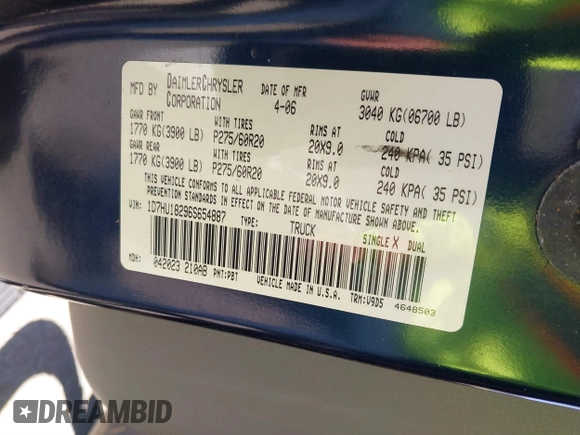 MFD BY DAIMLERCHRYSLER CORPORATION DATE OF MFR 4-06 GVWR 3040 KG(06700 LB)
GAWR FRONT WITH TIRES RIMS AT COLD
1770 KG(3900 LB) P275/60R20 20X9.0 240 KPA( 35 PSI)
GAWR REAR WITH TIRES RIMS AT COLD
1770 KG(3900 LB) P275/60R20 20X9.0 240 KPA( 35 PSI)
THIS VEHICLE CONFORMS TO ALL APPLICABLE FEDERAL MOTOR VEHICLE SAFETY AND THEFT
PREVENTION STANDARDS IN EFFECT ON THE DATE OF MANUFACTURE SHOWN ABOVE.
VIN: 1D7HU18296S654887 TYPE: TRUCK SINGLE X DUAL
MDH: 042023 210AB PNT:PBT VEHICLE MADE IN U.S.A. TRM:V9D5 4648503
DREAMBID